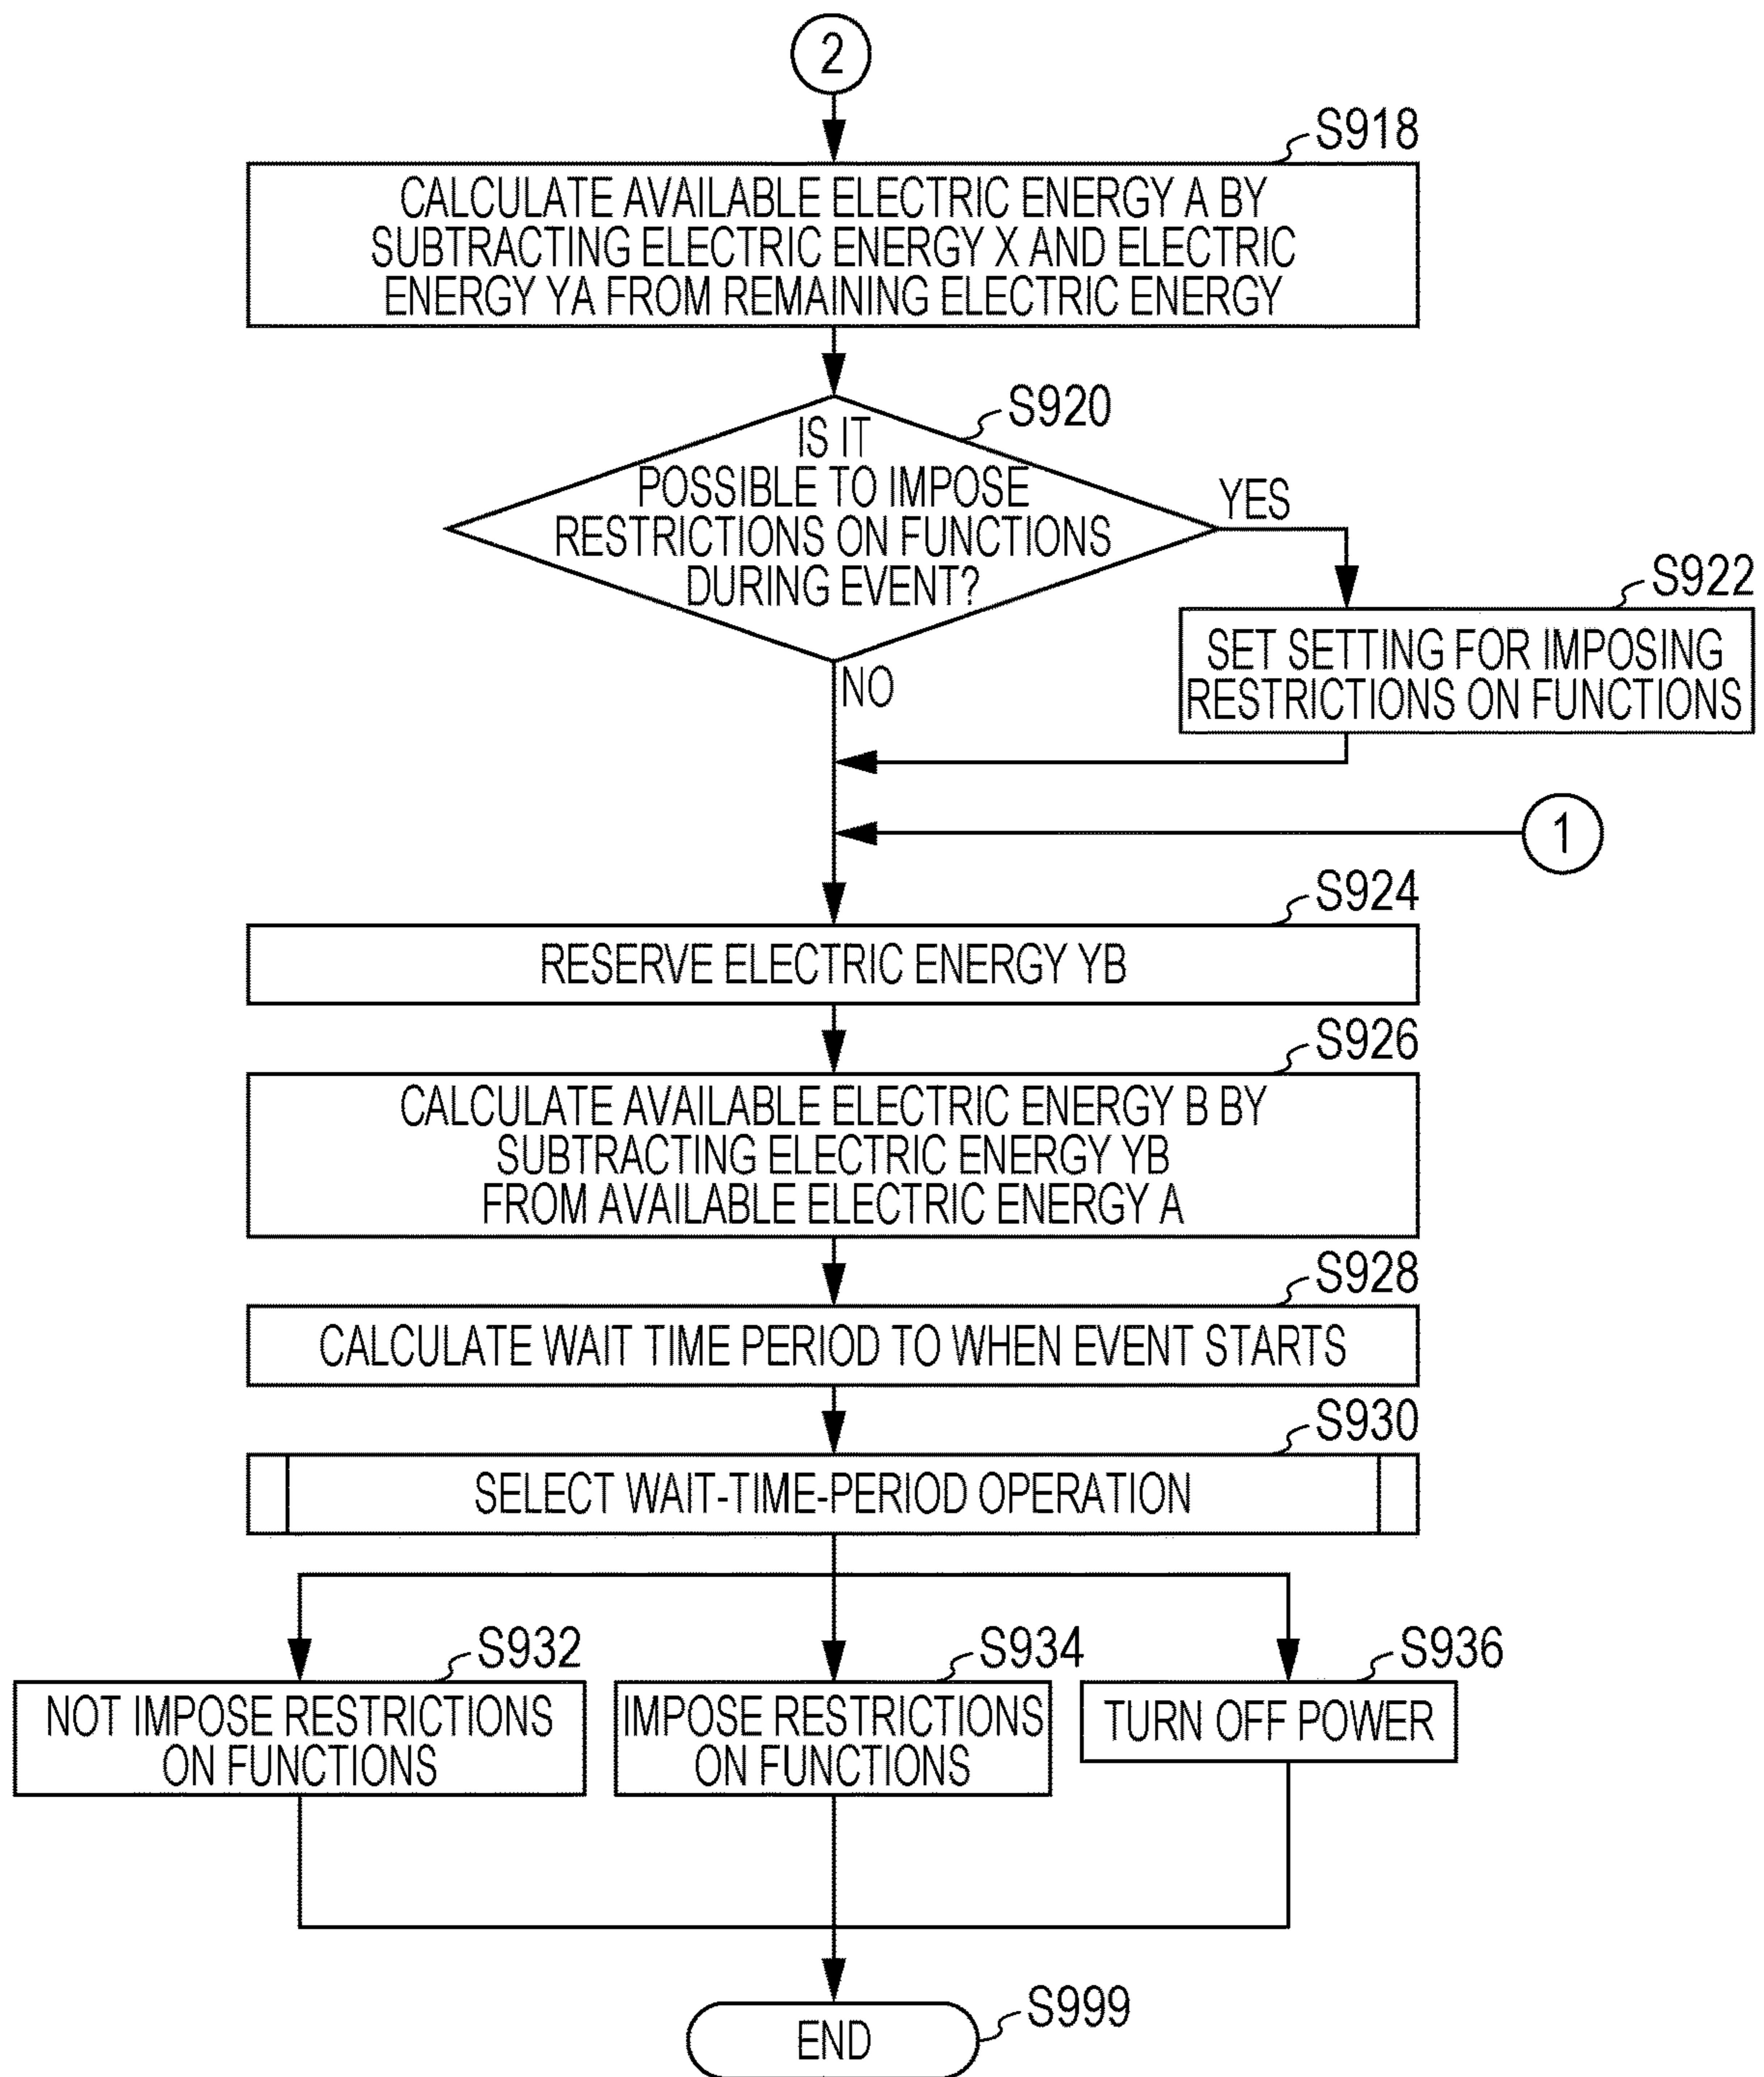 2
S918
CALCULATE AVAILABLE ELECTRIC ENERGY A BY
SUBTRACTING ELECTRIC ENERGY X AND ELECTRIC
ENERGY YA FROM REMAINING ELECTRIC ENERGY
S920
IS IT
POSSIBLE TO IMPOSE
RESTRICTIONS ON FUNCTIONS
DURING EVENT?
YES
S922
SET SETTING FOR IMPOSING
RESTRICTIONS ON FUNCTIONS
NO
1
S924
RESERVE ELECTRIC ENERGY YB
S926
CALCULATE AVAILABLE ELECTRIC ENERGY B BY
SUBTRACTING ELECTRIC ENERGY YB
FROM AVAILABLE ELECTRIC ENERGY A
S928
CALCULATE WAIT TIME PERIOD TO WHEN EVENT STARTS
S930
SELECT WAIT-TIME-PERIOD OPERATION
S932
NOT IMPOSE RESTRICTIONS
ON FUNCTIONS
S934
IMPOSE RESTRICTIONS
ON FUNCTIONS
S936
TURN OFF POWER
S999
END